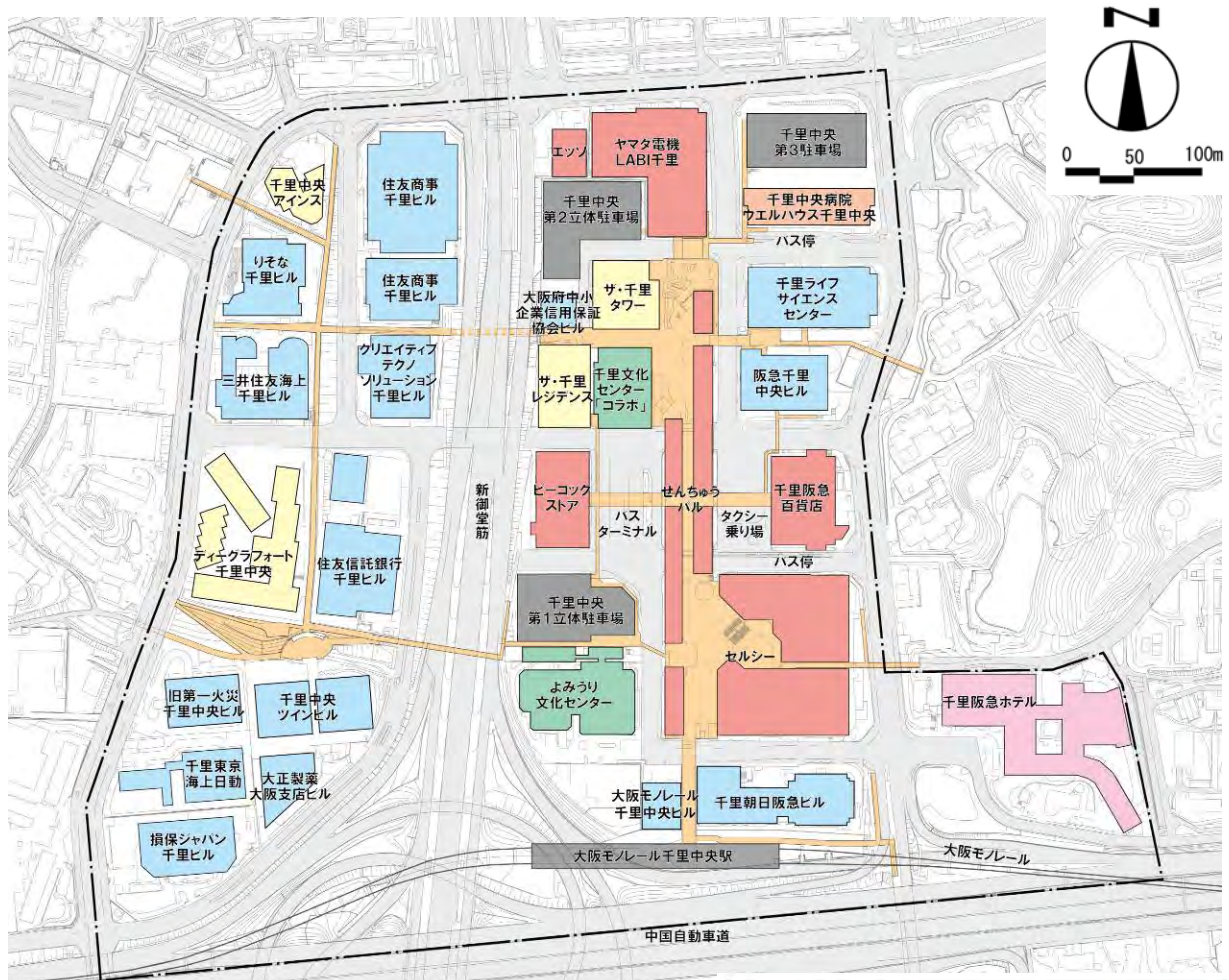 N
0 50 100m
エッソ
ヤマダ電機
LABI千里
千里中央
第3駐車場
千里中央
アインス
住友商事
千里ビル
千里中央
第2立体駐車場
千里中央病院
ウエルハウス千里中央
バス停
りそな
千里ビル
住友商事
千里ビル
大阪府中小
企業信用保証
協会ビル
ザ・千里
タワー
千里ライフ
サイエンス
センター
三井住友海上
千里ビル
クリエイティブ
テクノ
ソリューション
千里ビル
ザ・千里
レジデンス
千里文化
センター
「コラボ」
阪急千里
中央ビル
新御堂筋
ピーコック
ストア
せんちゅう
パル
バス
ターミナル
タクシー
乗り場
千里阪急
百貨店
バス停
ディーグラフォート
千里中央
住友信託銀行
千里ビル
千里中央
第1立体駐車場
セルシー
よみうり
文化センター
千里阪急ホテル
旧第一火災
千里中央ビル
千里中央
ツインビル
千里東京
海上日動
大正製薬
大阪支店ビル
損保ジャパン
千里ビル
大阪モノレール
千里中央ビル
千里朝日阪急ビル
大阪モノレール千里中央駅
大阪モノレール
中国自動車道